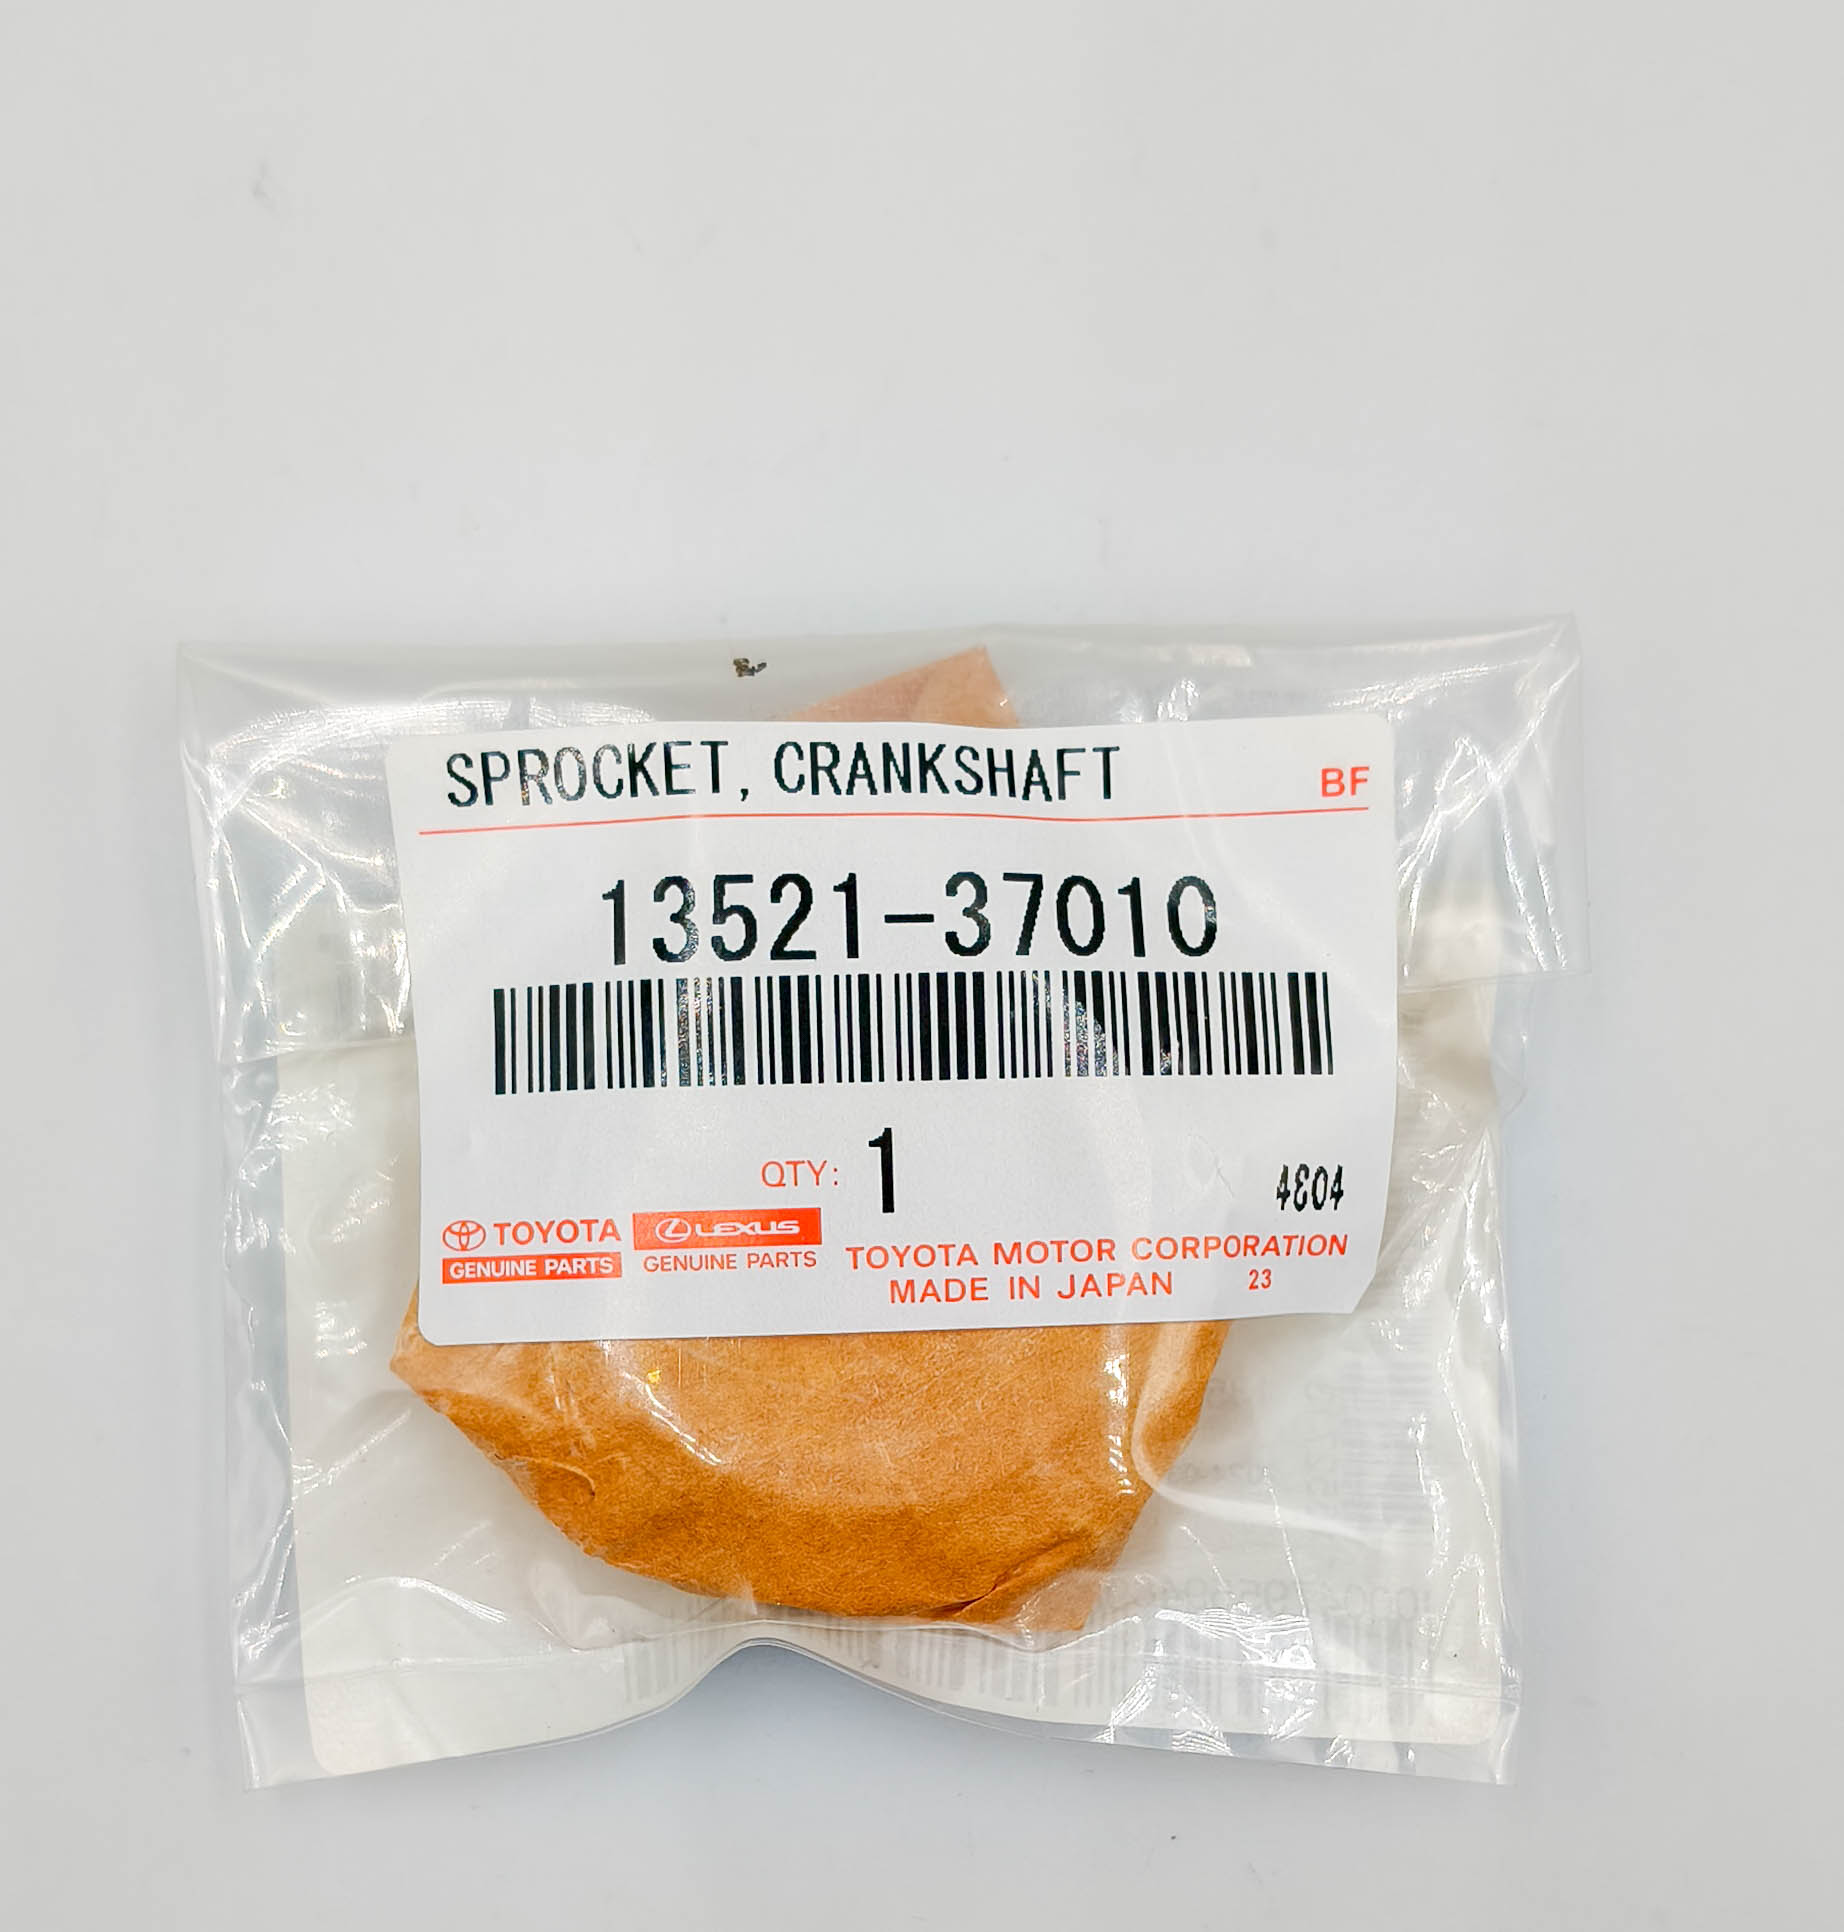 SPROCKET, CRANKSHAFT BF
13521-37010
QTY: 1
4E04
TOYOTA LEXUS
GENUINE PARTS GENUINE PARTS
TOYOTA MOTOR CORPORATION
MADE IN JAPAN 23